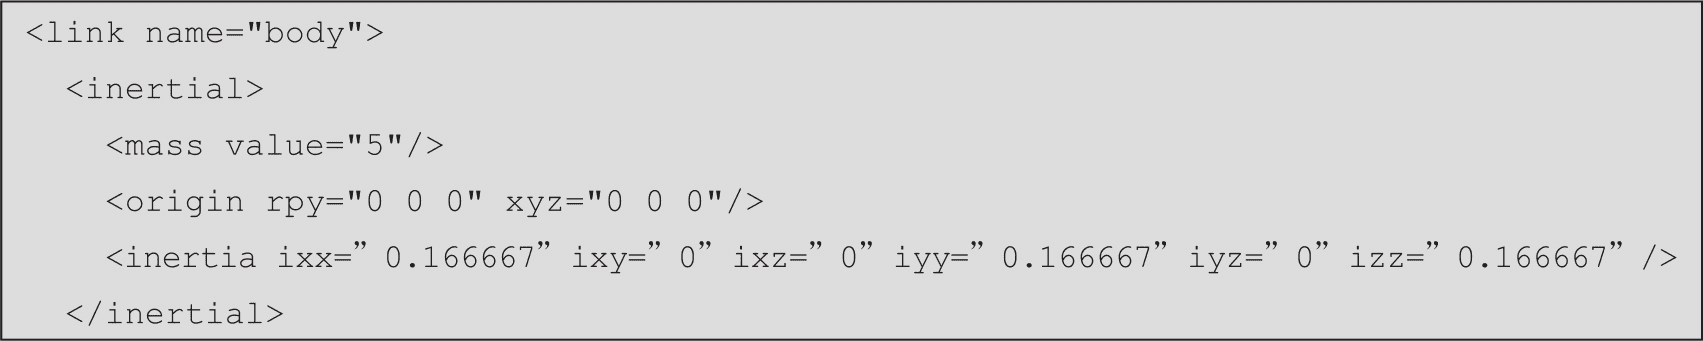 <link name="body">
<inertial>
<mass value="5"/>
<origin rpy="0 0 0" xyz="0 0 0"/>
<inertia ixx=” 0.166667” ixy=” 0” ixz=” 0” iyy=” 0.166667” iyz=” 0” izz=” 0.166667” />
</inertial>